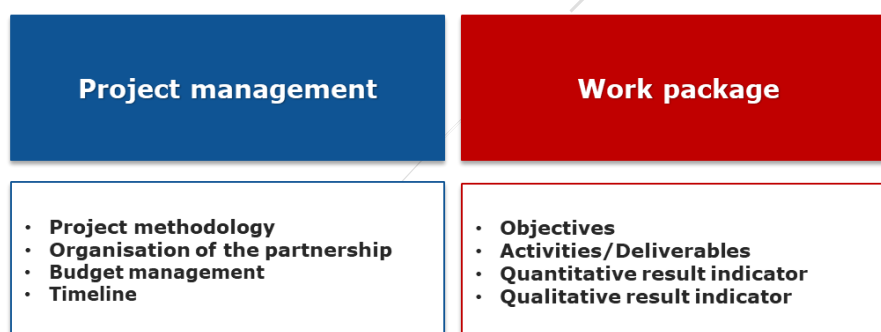 Project management
• Project methodology
• Organisation of the partnership
• Budget management
• Timeline
Work package
• Objectives
• Activities/Deliverables
• Quantitative result indicator
• Qualitative result indicator